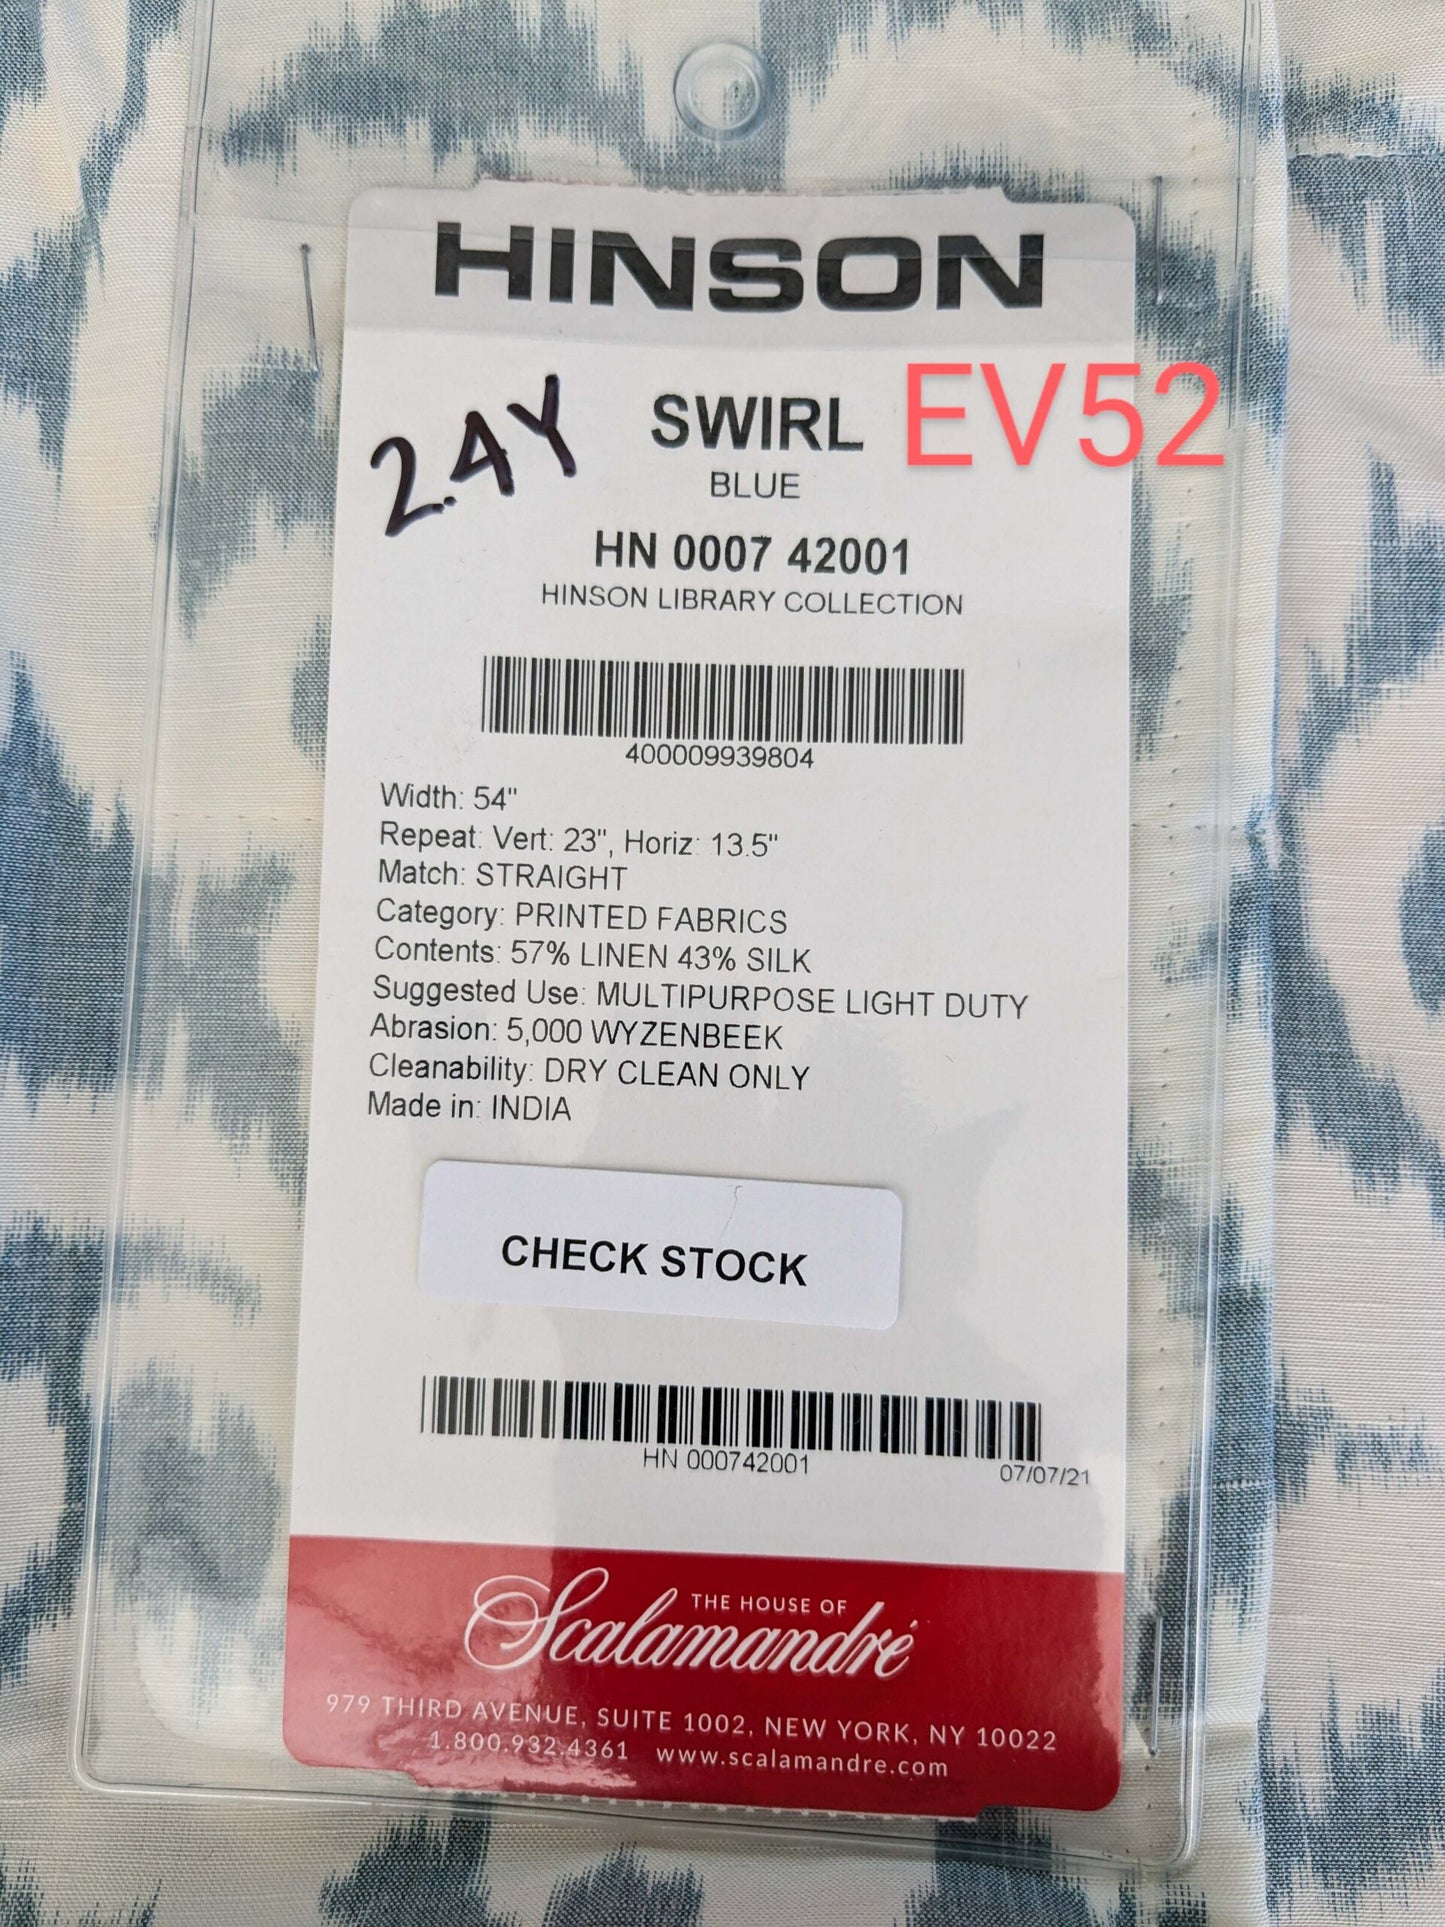 HINSON
2.4Y
SWIRL EV52
BLUE
HN 0007 42001
HINSON LIBRARY COLLECTION
400009939804
Width: 54"
Repeat: Vert: 23", Horiz: 13.5"
Match: STRAIGHT
Category: PRINTED FABRICS
Contents: 57% LINEN 43% SILK
Suggested Use: MULTIPURPOSE LIGHT DUTY
Abrasion: 5,000 WYZENBEEK
Cleanability: DRY CLEAN ONLY
Made in: INDIA
CHECK STOCK
HN 000742001 07/07/21
THE HOUSE OF
Scalamandré
979 THIRD AVENUE, SUITE 1002, NEW YORK, NY 10022
1.800.932.4361 www.scalamandre.com